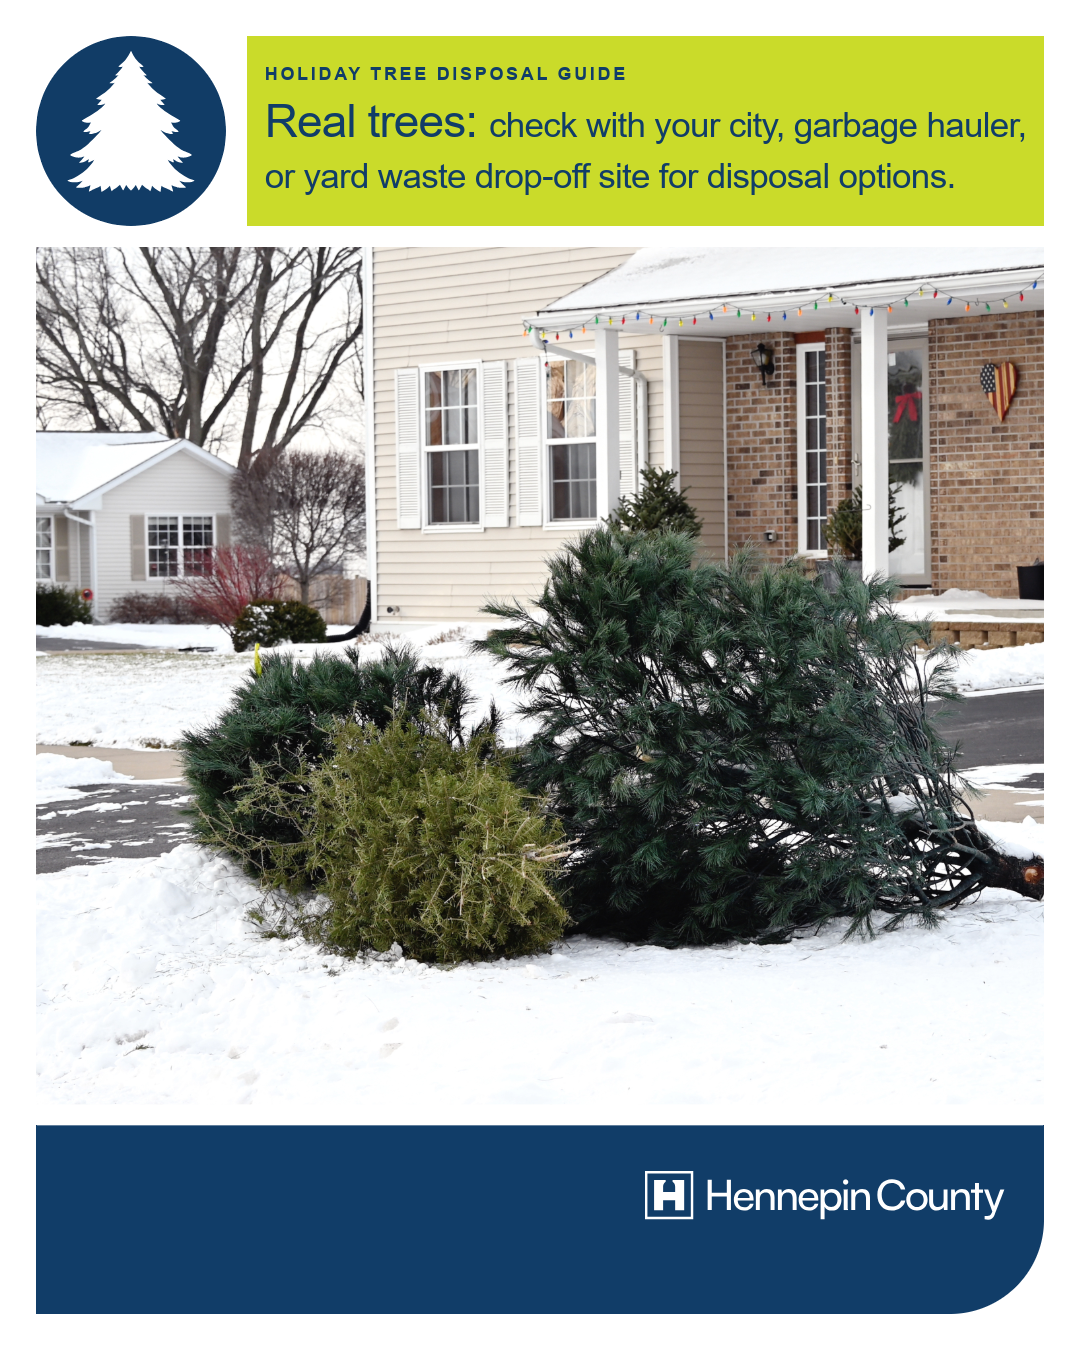 HOLIDAY TREE DISPOSAL GUIDE
Real trees: check with your city, garbage hauler,
or yard waste drop-off site for disposal options.
H Hennepin County